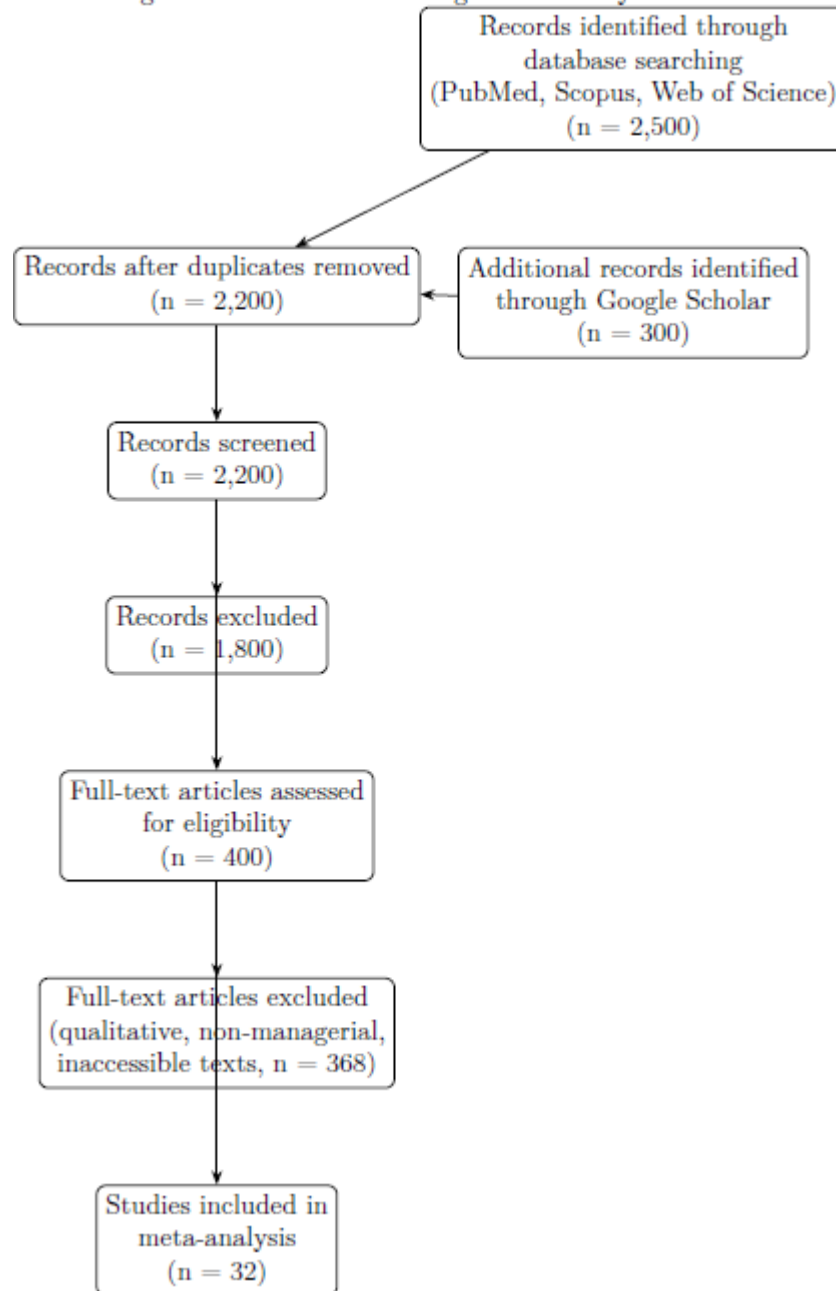 Records identified through
database searching
(PubMed, Scopus, Web of Science)
(n = 2,500)
Records after duplicates removed
(n = 2,200)
Additional records identified
through Google Scholar
(n = 300)
Records screened
(n = 2,200)
Records excluded
(n = 1,800)
Full-text articles assessed
for eligibility
(n = 400)
Full-text articles excluded
(qualitative, non-managerial,
inaccessible texts, n = 368)
Studies included in
meta-analysis
(n = 32)